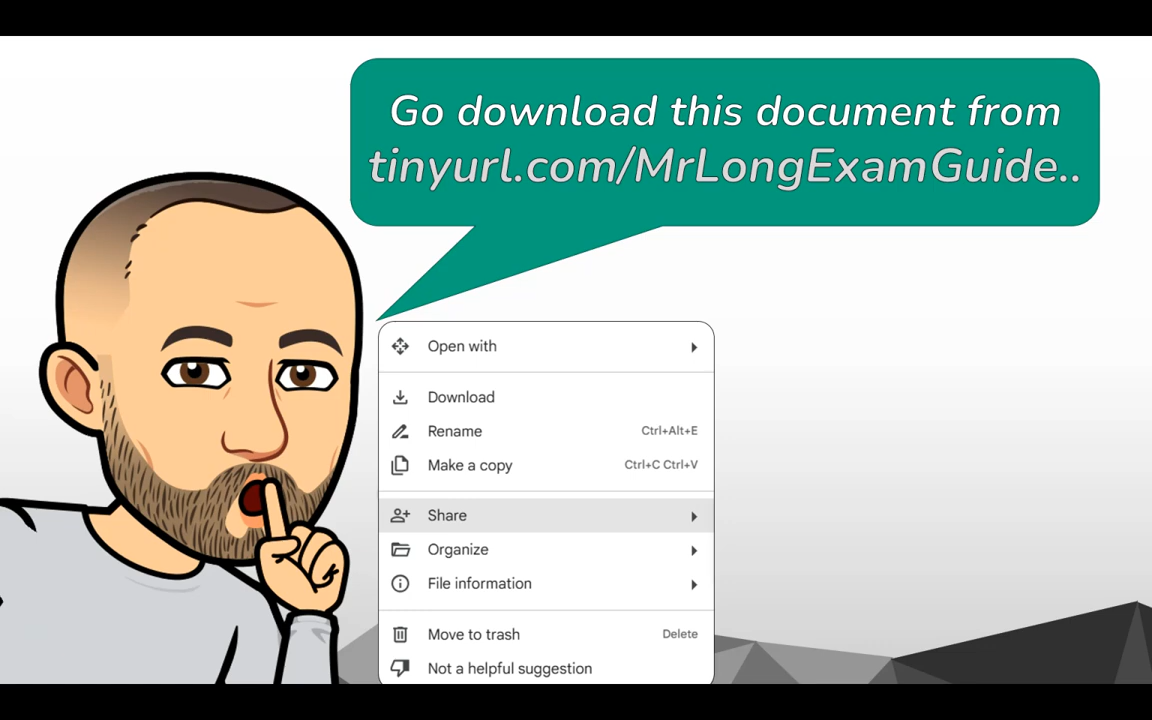 Go download this document from
tinyurl.com/MrLongExamGuide..
Open with
Download
Rename Ctrl+Alt+E
Make a copy Ctrl+C Ctrl+V
Share
Organize
File information
Move to trash Delete
Not a helpful suggestion